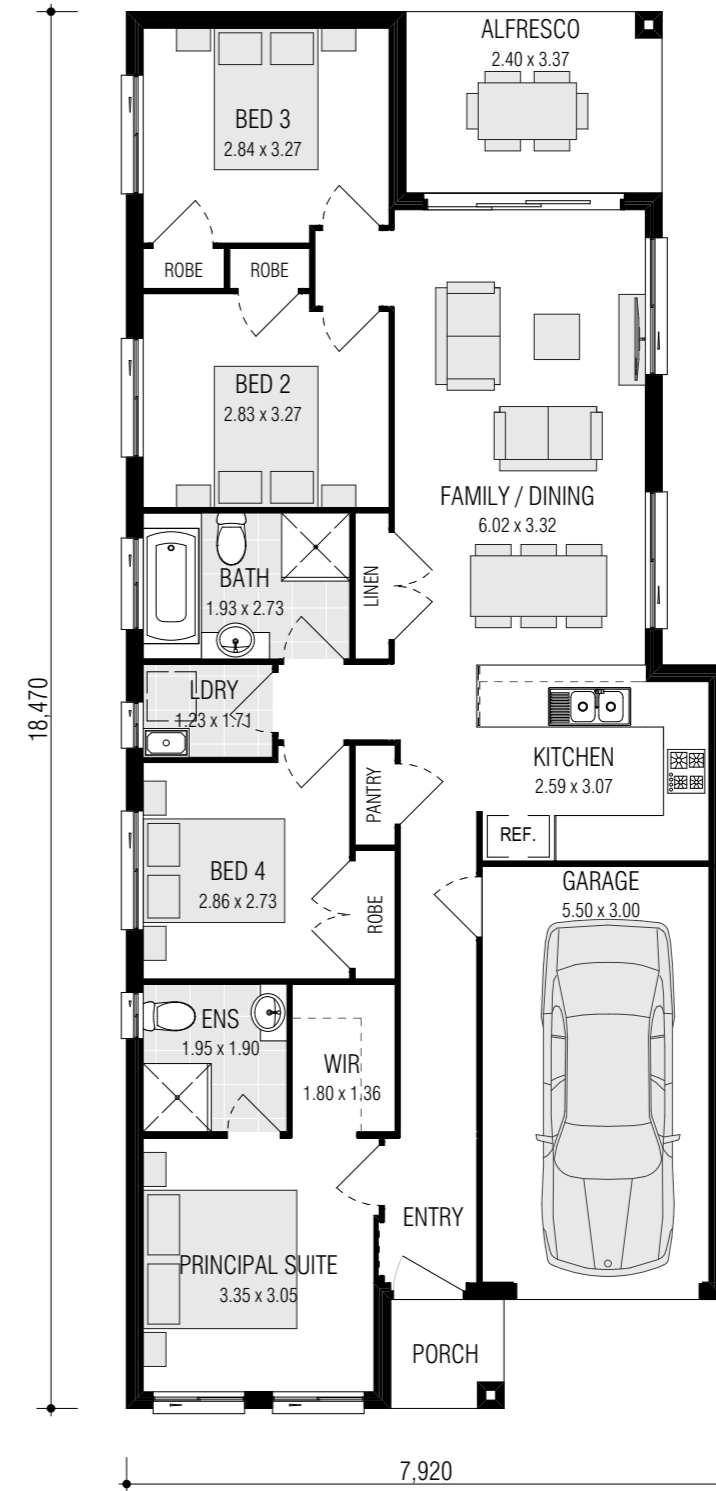 ALFRESCO
2.40 x 3.37
BED 3
2.84 x 3.27
ROBE
ROBE
BED 2
2.83 x 3.27
FAMILY / DINING
6.02 x 3.32
BATH
1.93 x 2.73
LINEN
LDRY
1.23 x 1.71
18,470
KITCHEN
2.59 x 3.07
PANTRY
REF.
BED 4
2.86 x 2.73
ROBE
GARAGE
5.50 x 3.00
ENS
1.95 x 1.90
WIR
1.80 x 1.36
ENTRY
PRINCIPAL SUITE
3.35 x 3.05
PORCH
7,920